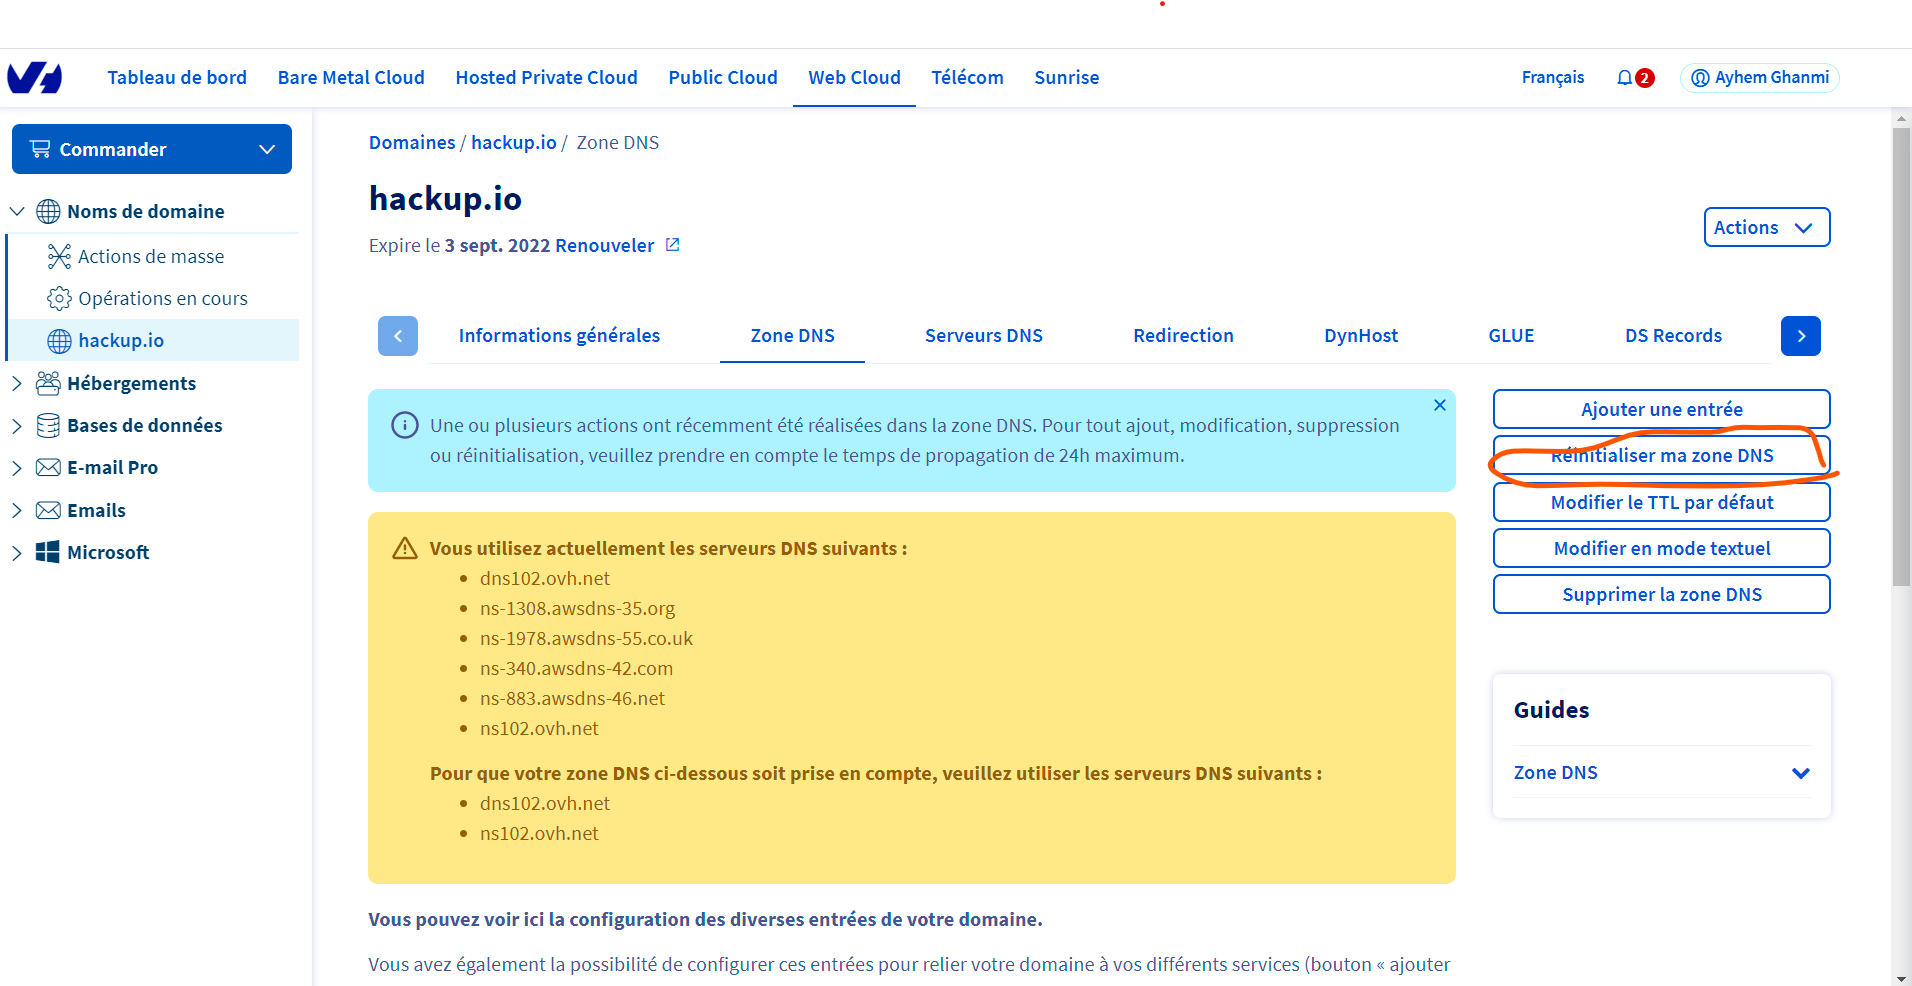 Tableau de bord Bare Metal Cloud Hosted Private Cloud Public Cloud Web Cloud Télécom Sunrise Français 2 Ayhem Ghanmi
Commander
Noms de domaine
Actions de masse
Opérations en cours
hackup.io
Hébergements
Bases de données
E-mail Pro
Emails
Microsoft
Domaines / hackup.io / Zone DNS
hackup.io
Expire le 3 sept. 2022 Renouveler
Actions
Informations générales Zone DNS Serveurs DNS Redirection DynHost GLUE DS Records
Une ou plusieurs actions ont récemment été réalisées dans la zone DNS. Pour tout ajout, modification, suppression
ou réinitialisation, veuillez prendre en compte le temps de propagation de 24h maximum.
Vous utilisez actuellement les serveurs DNS suivants :
dns102.ovh.net
ns-1308.awsdns-35.org
ns-1978.awsdns-55.co.uk
ns-340.awsdns-42.com
ns-883.awsdns-46.net
ns102.ovh.net
Pour que votre zone DNS ci-dessous soit prise en compte, veuillez utiliser les serveurs DNS suivants :
dns102.ovh.net
ns102.ovh.net
Vous pouvez voir ici la configuration des diverses entrées de votre domaine.
Vous avez également la possibilité de configurer ces entrées pour relier votre domaine à vos différents services (bouton « ajouter
Ajouter une entrée
Réinitialiser ma zone DNS
Modifier le TTL par défaut
Modifier en mode textuel
Supprimer la zone DNS
Guides
Zone DNS